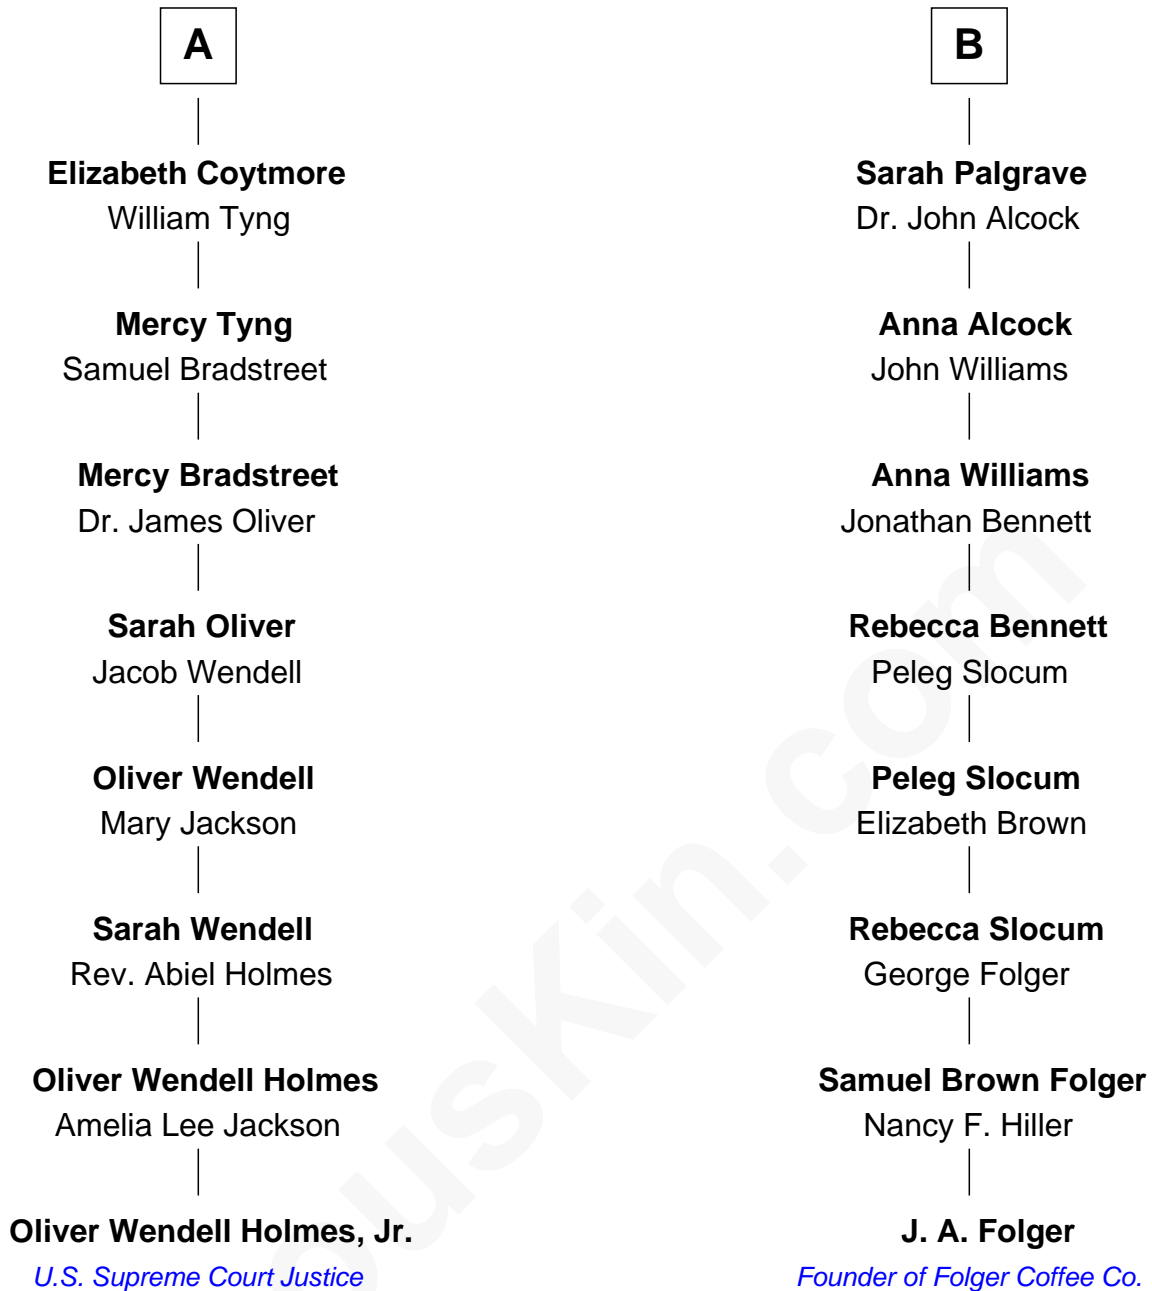 A
Elizabeth Coytmore
William Tyng
Mercy Tyng
Samuel Bradstreet
Mercy Bradstreet
Dr. James Oliver
Sarah Oliver
Jacob Wendell
Oliver Wendell
Mary Jackson
Sarah Wendell
Rev. Abiel Holmes
Oliver Wendell Holmes
Amelia Lee Jackson
Oliver Wendell Holmes, Jr.
U.S. Supreme Court Justice
B
Sarah Palgrave
Dr. John Alcock
Anna Alcock
John Williams
Anna Williams
Jonathan Bennett
Rebecca Bennett
Peleg Slocum
Peleg Slocum
Elizabeth Brown
Rebecca Slocum
George Folger
Samuel Brown Folger
Nancy F. Hiller
J. A. Folger
Founder of Folger Coffee Co.
ouskin.com